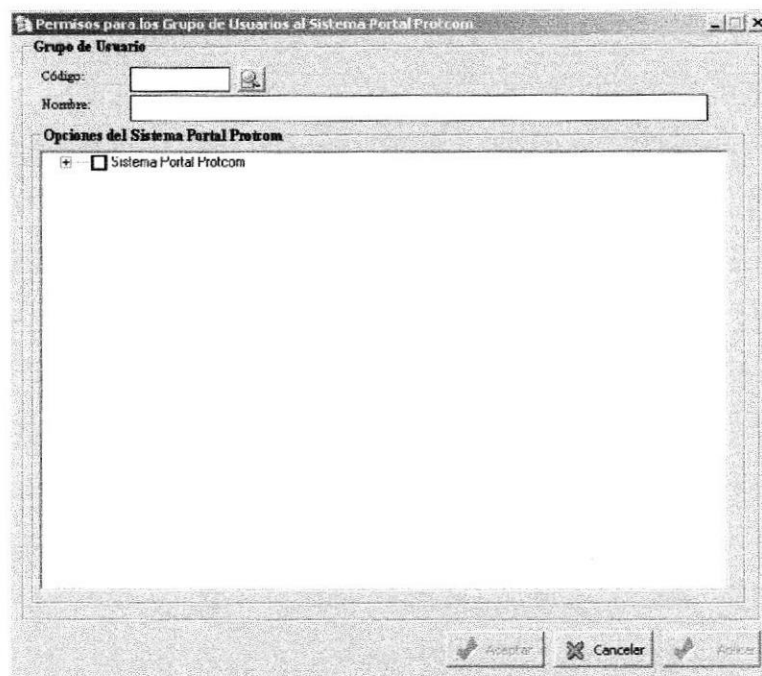 Permisos para los Grupo de Usuarios al Sistema Portal Protcom
Grupo de Usuario
Código:
Nombre:
Opciones del Sistema Portal Protcom
Sistema Portal Protcom
Aceptar Cancelar Aplicar